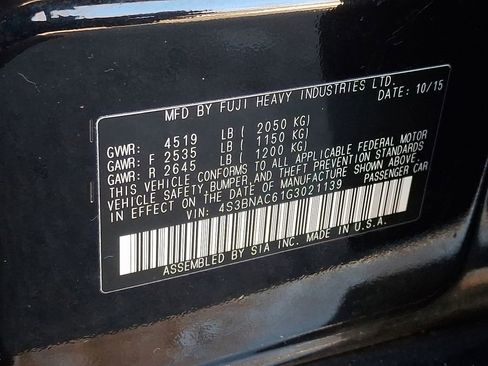 MFD BY FUJI HEAVY INDUSTRIES LTD.
DATE: 10/15
GVWR: 4519 LB ( 2050 KG)
GAWR: F 2535 LB ( 1150 KG)
GAWR: R 2645 LB ( 1200 KG)
THIS VEHICLE CONFORMS TO ALL APPLICABLE FEDERAL MOTOR
VEHICLE SAFETY,BUMPER,AND THEFT PREVENTION STANDARDS
IN EFFECT ON THE DATE OF MANUFACTURE SHOWN ABOVE.
VIN: 4S3BNAC61G3021139 PASSENGER CAR
ASSEMBLED BY SIA INC. MADE IN U.S.A.